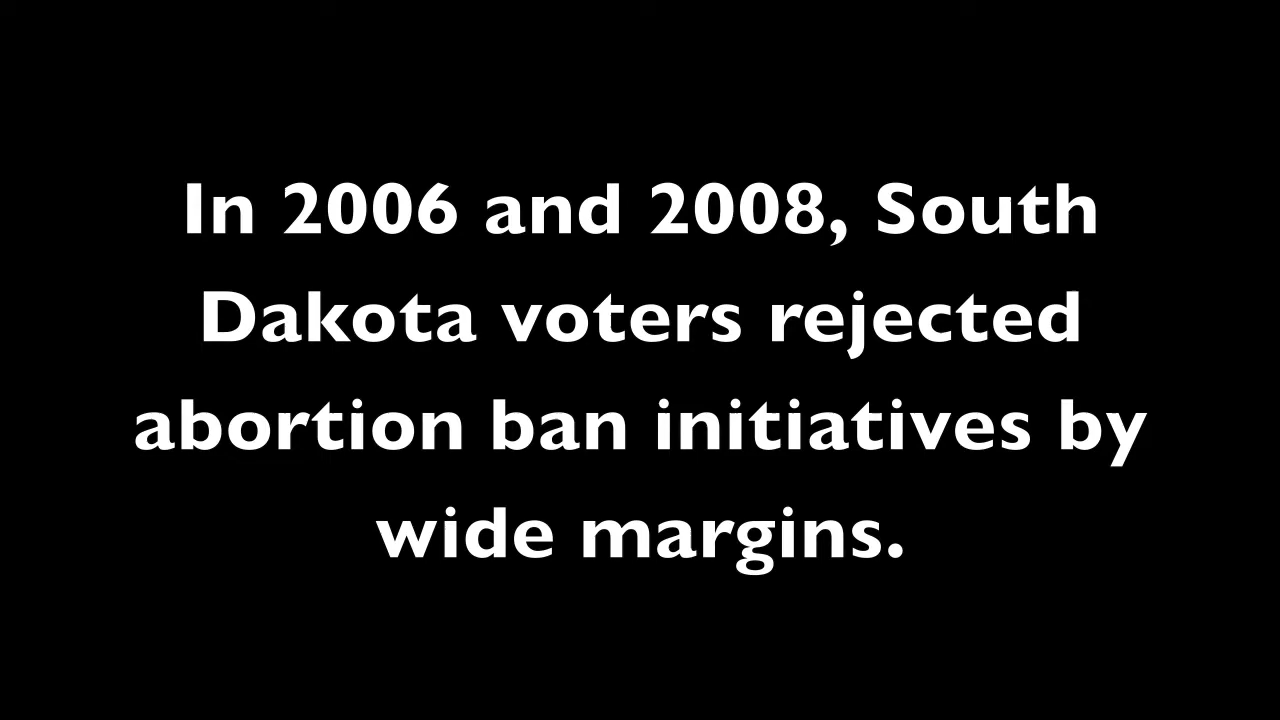 In 2006 and 2008, South
Dakota voters rejected
abortion ban initiatives by
wide margins.